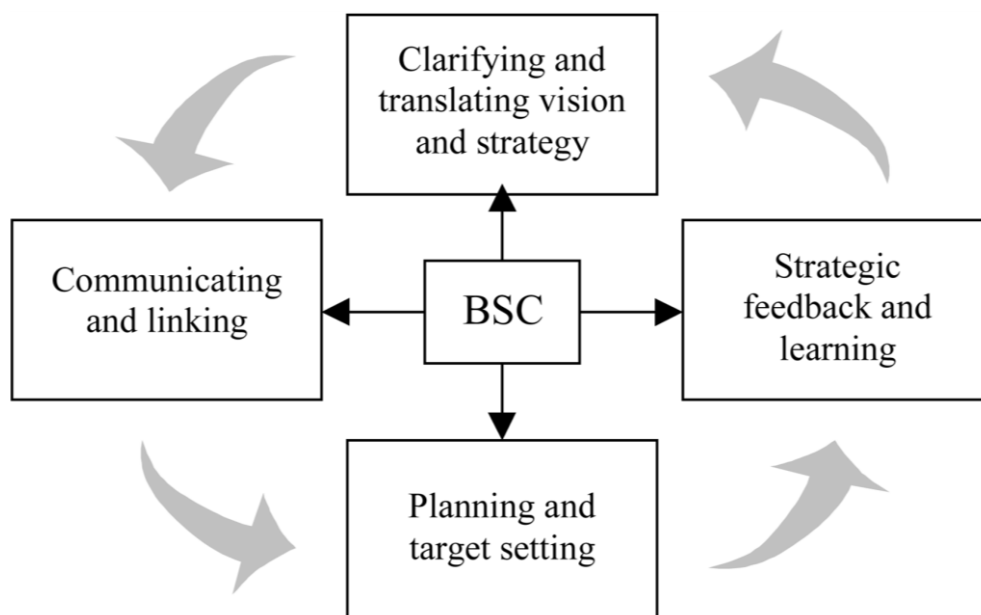 Clarifying and
translating vision
and strategy
Communicating
and linking
BSC
Strategic
feedback and
learning
Planning and
target setting